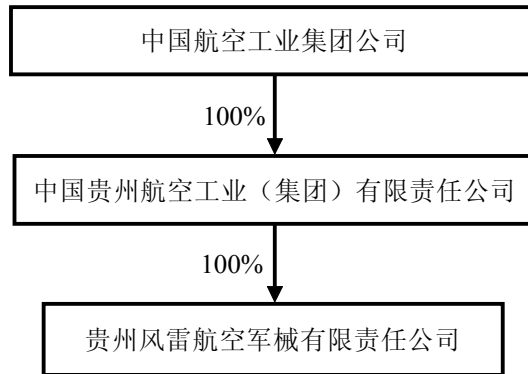 中国航空工业集团公司
100%
中国贵州航空工业（集团）有限责任公司
100%
贵州风雷航空军械有限责任公司